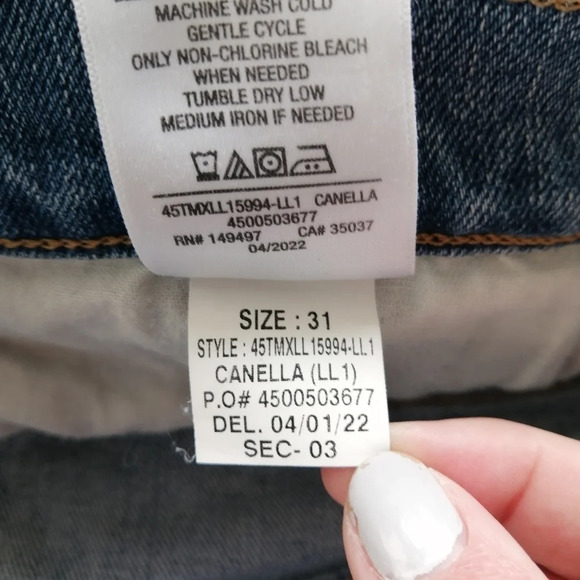 MACHINE WASH COLD
GENTLE CYCLE
ONLY NON-CHLORINE BLEACH
WHEN NEEDED
TUMBLE DRY LOW
MEDIUM IRON IF NEEDED
45TMXLL15994-LL1 CANELLA
4500503677
RN# 149497 CA# 35037
04/2022
SIZE : 31
STYLE : 45TMXLL15994-LL1
CANELLA (LL1)
P.O# 4500503677
DEL. 04/01/22
SEC- 03